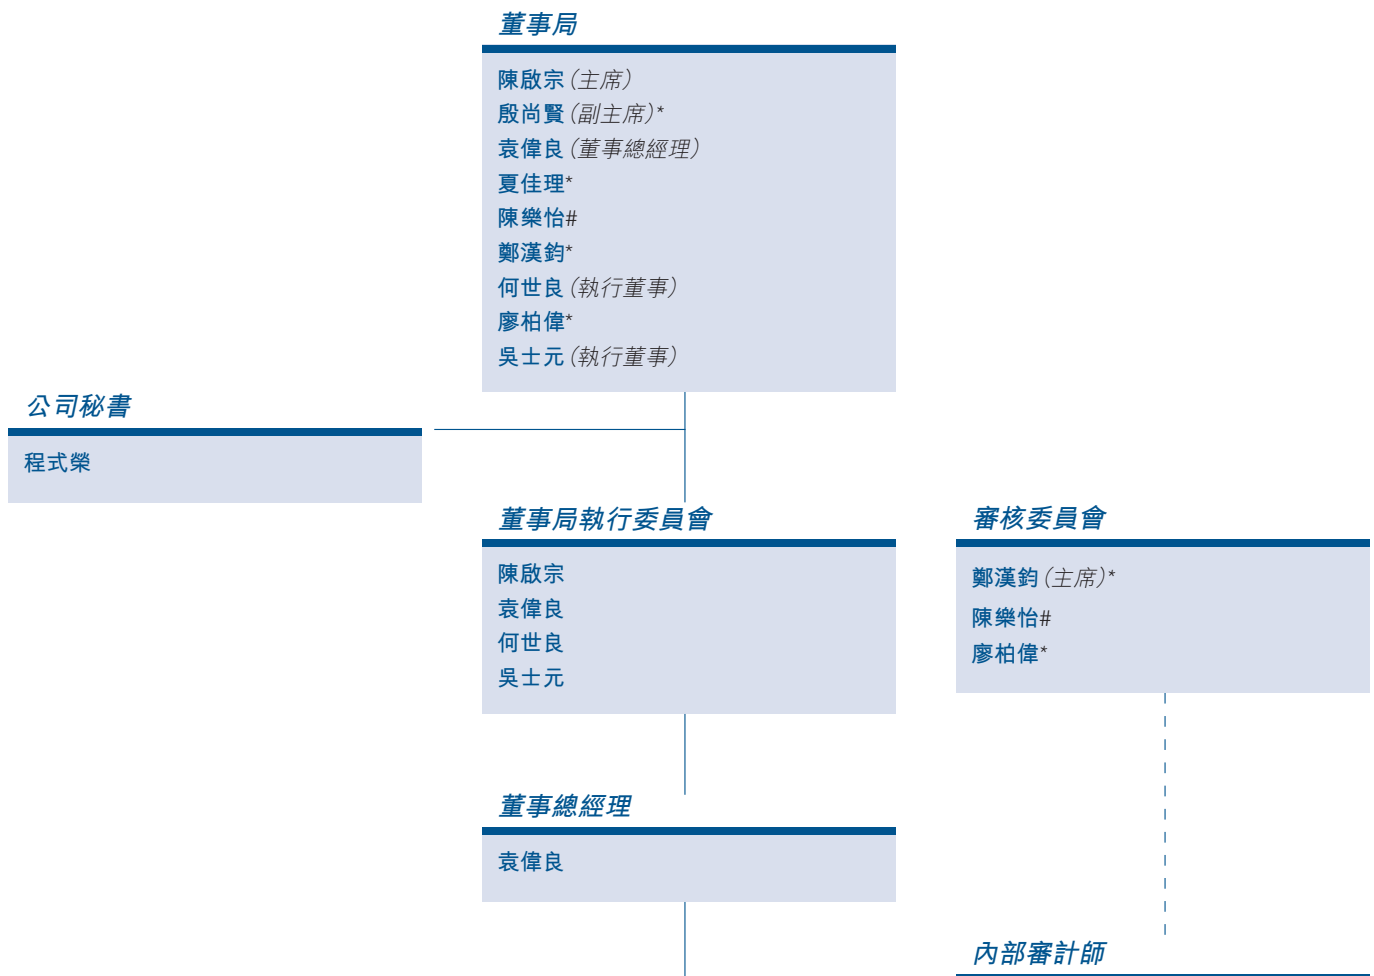 董事局
陳啟宗 (主席)
殷尚賢 (副主席)*
袁偉良 (董事總經理)
夏佳理*
陳樂怡#
鄭漢鈞*
何世良 (執行董事)
廖柏偉*
吳士元 (執行董事)
公司秘書
程式榮
董事局執行委員會
陳啟宗
袁偉良
何世良
吳士元
審核委員會
鄭漢鈞 (主席)*
陳樂怡#
廖柏偉*
董事總經理
袁偉良
內部審計師